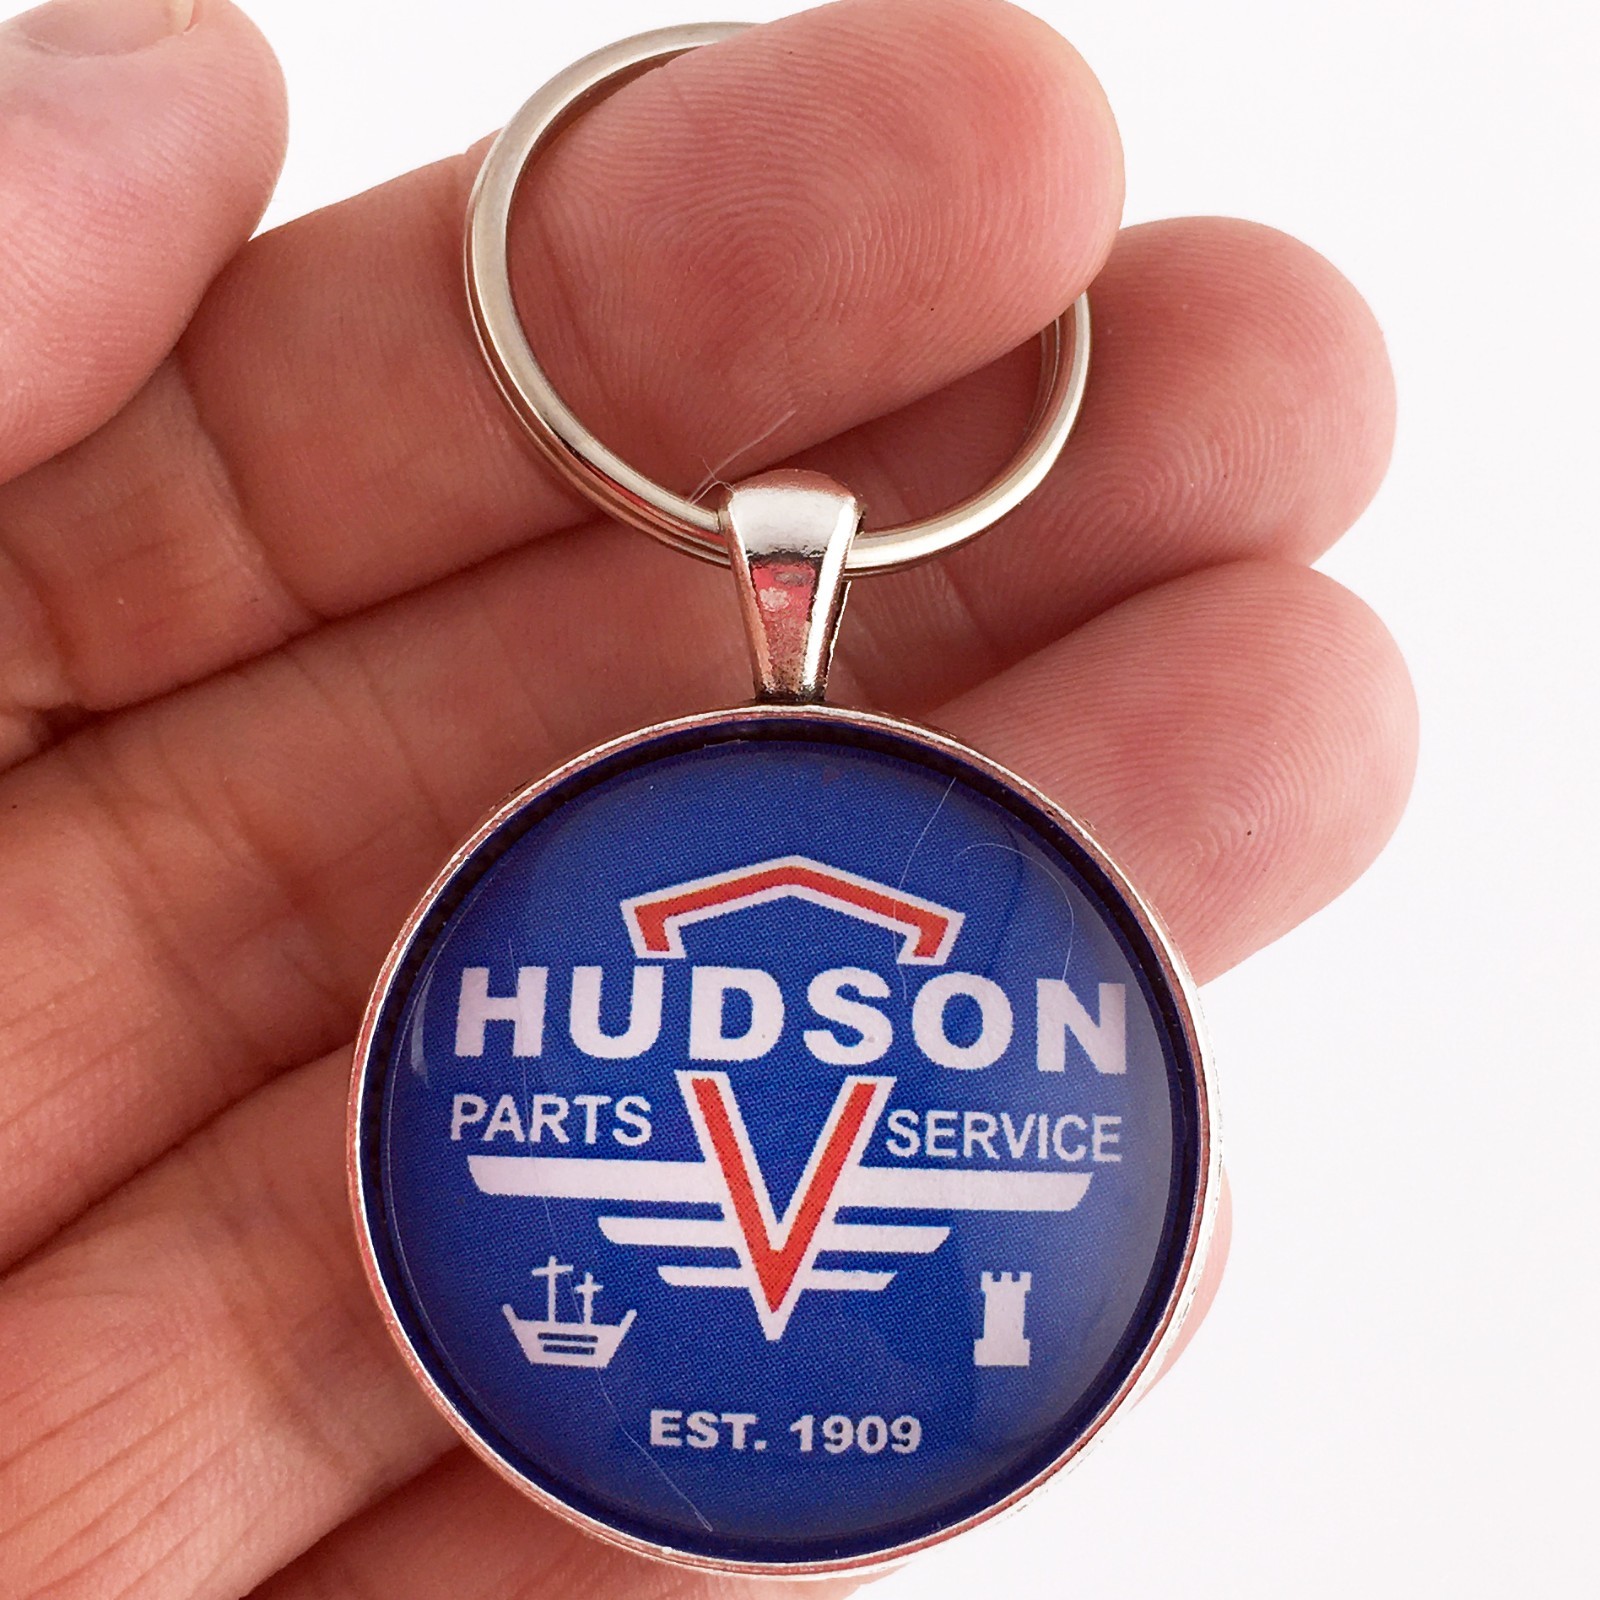 HUDSON
PARTS SERVICE
EST. 1909